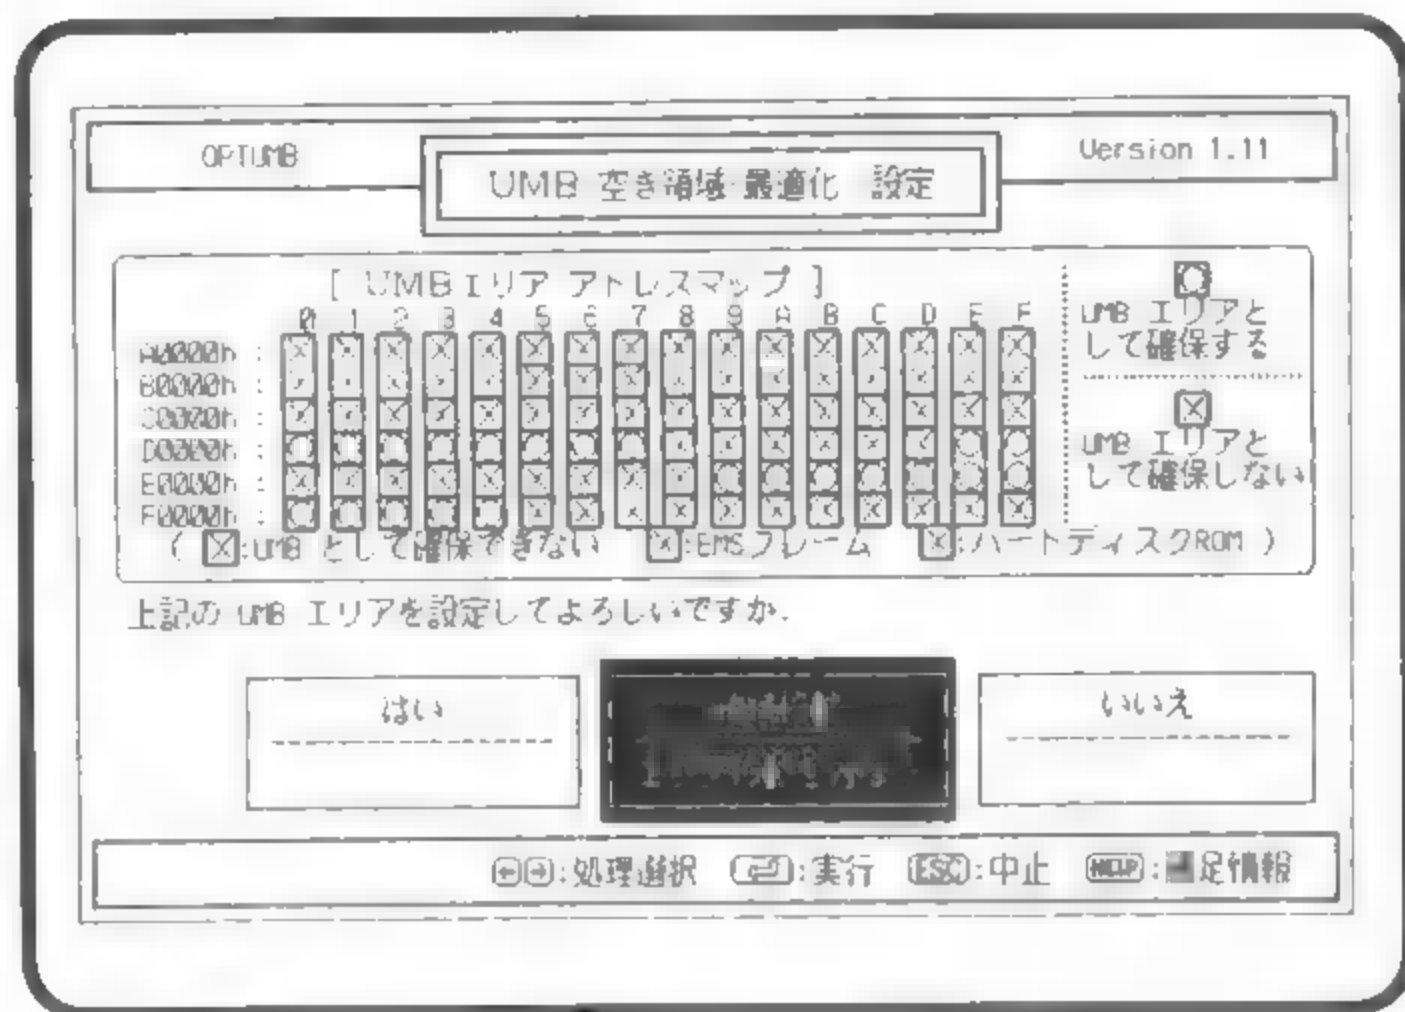 OPTUMB
UMB 空き領域 最適化 設定
Version 1.11
[ UMBエリア アドレスマップ ]
0 1 2 3 4 5 6 7 8 9 A B C D E F
A0000h :
B0000h :
C0000h :
D0000h :
E0000h :
F0000h :
( X:UMB として確保できない X:EMSフレーム X:ハードディスクROM )
UMB エリアと
して確保する
UMB エリアと
して確保しない
上記の UMB エリアを設定してよろしいですか.
はい
いいえ
←→:処理選択 :実行 ESC:中止 HELP:足情報